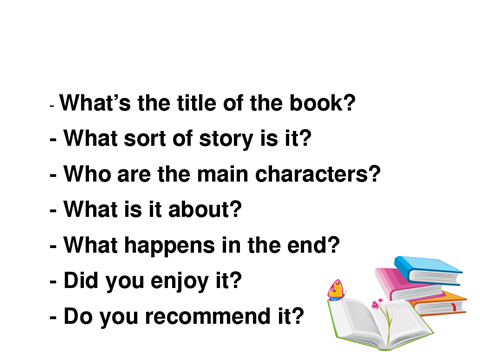 - What’s the title of the book?
- What sort of story is it?
- Who are the main characters?
- What is it about?
- What happens in the end?
- Did you enjoy it?
- Do you recommend it?